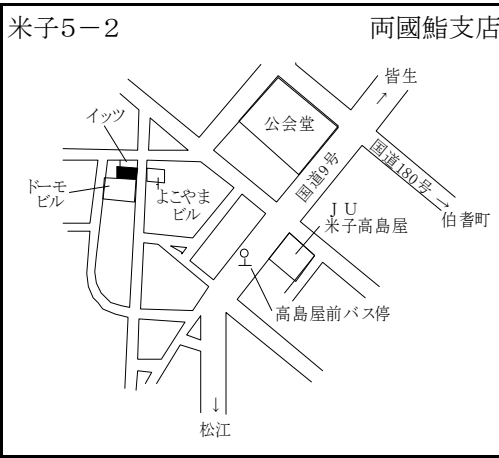 米子5－2
両國鮨支店
皆生
↑
イッツ
公会堂
国道9号
国道180号
→
伯耆町
ドーモ
ビル
よこやま
ビル
ＪＵ
米子高島屋
高島屋前バス停
↓
松江